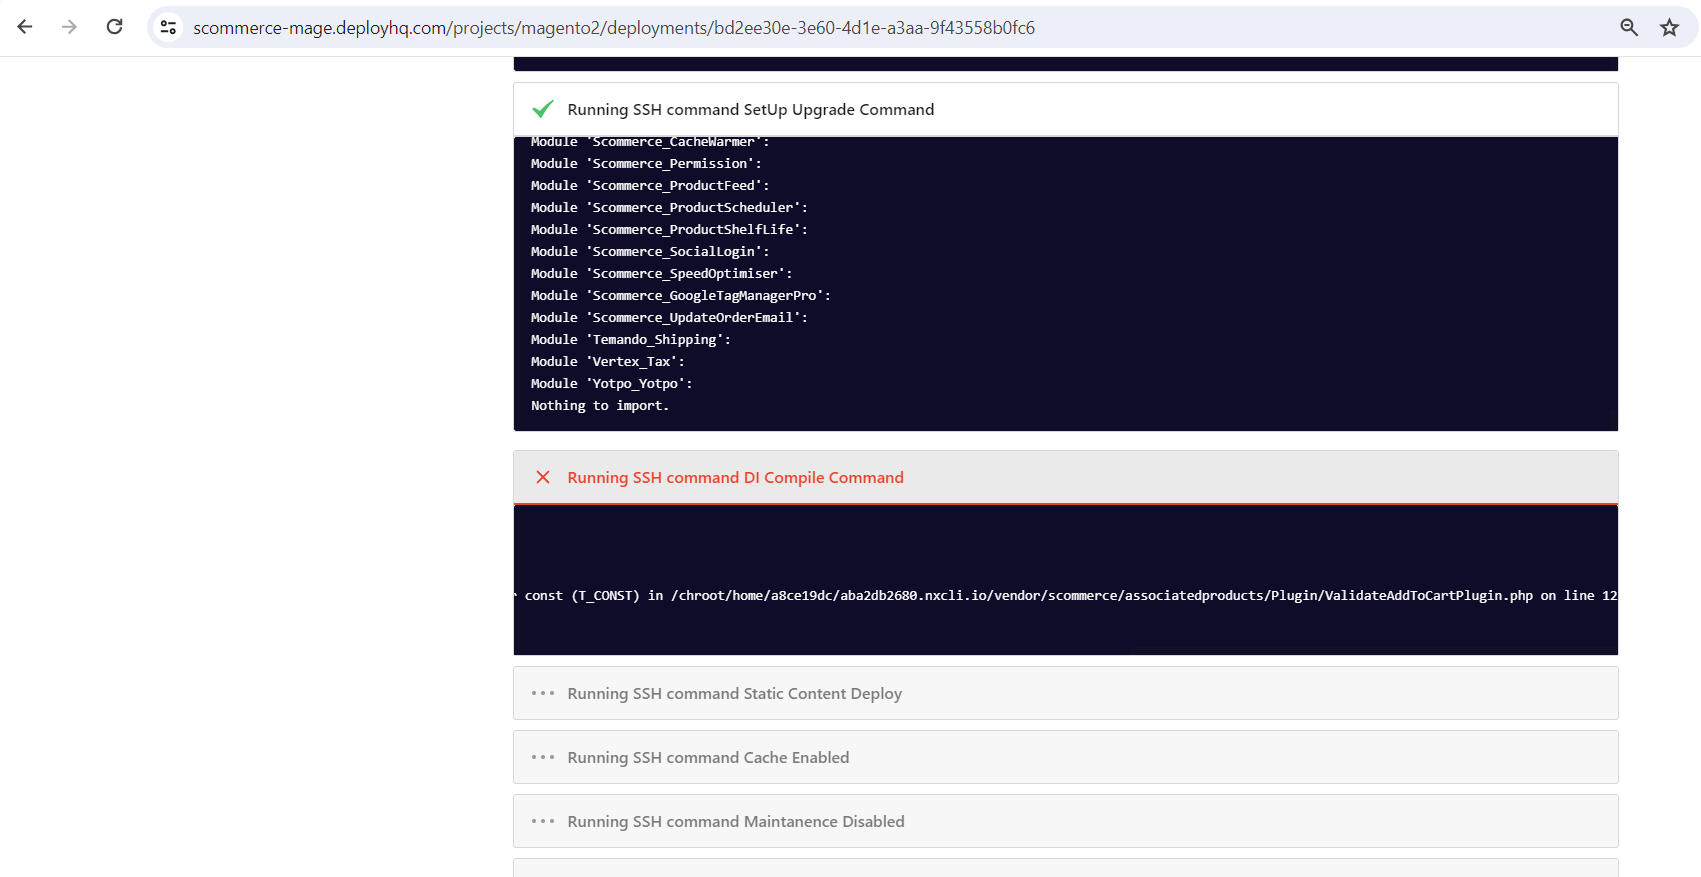 scommerce-mage.deployhq.com/projects/magento2/deployments/bd2ee30e-3e60-4d1e-a3aa-9f43558b0fc6
Running SSH command SetUp Upgrade Command
Module 'Scommerce_CacheWarmer':
Module 'Scommerce_Permission':
Module 'Scommerce_ProductFeed':
Module 'Scommerce_ProductScheduler':
Module 'Scommerce_ProductShelfLife':
Module 'Scommerce_SocialLogin':
Module 'Scommerce_SpeedOptimiser':
Module 'Scommerce_GoogleTagManagerPro':
Module 'Scommerce_UpdateOrderEmail':
Module 'Temando_Shipping':
Module 'Vertex_Tax':
Module 'Yotpo_Yotpo':
Nothing to import.
Running SSH command DI Compile Command
const (T_CONST) in /chroot/home/a8ce19dc/aba2db2680.nxcli.io/vendor/scommerce/associatedproducts/Plugin/ValidateAddToCartPlugin.php on line 12
Running SSH command Static Content Deploy
Running SSH command Cache Enabled
Running SSH command Maintanence Disabled